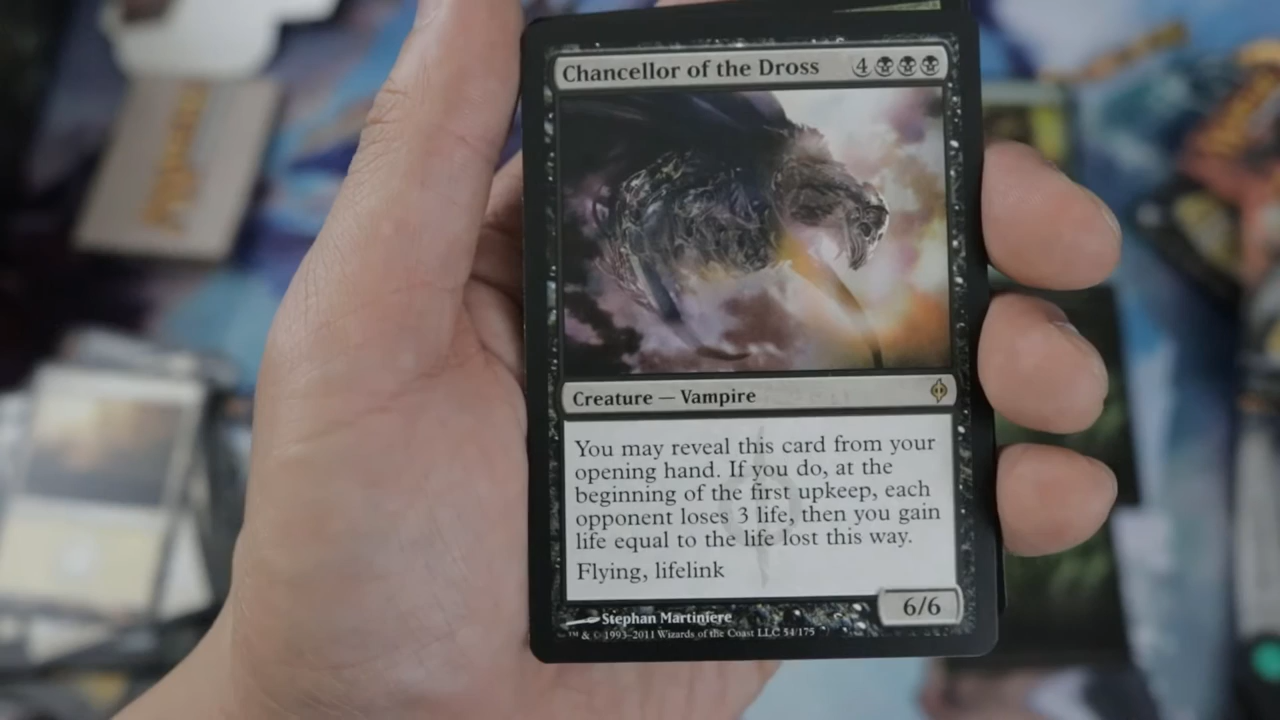 Chancellor of the Dross 4
Creature — Vampire
You may reveal this card from your
opening hand. If you do, at the
beginning of the first upkeep, each
opponent loses 3 life, then you gain
life equal to the life lost this way.
Flying, lifelink
6/6
Stephan Martiniere
™ & © 1993–2011 Wizards of the Coast LLC 54/175